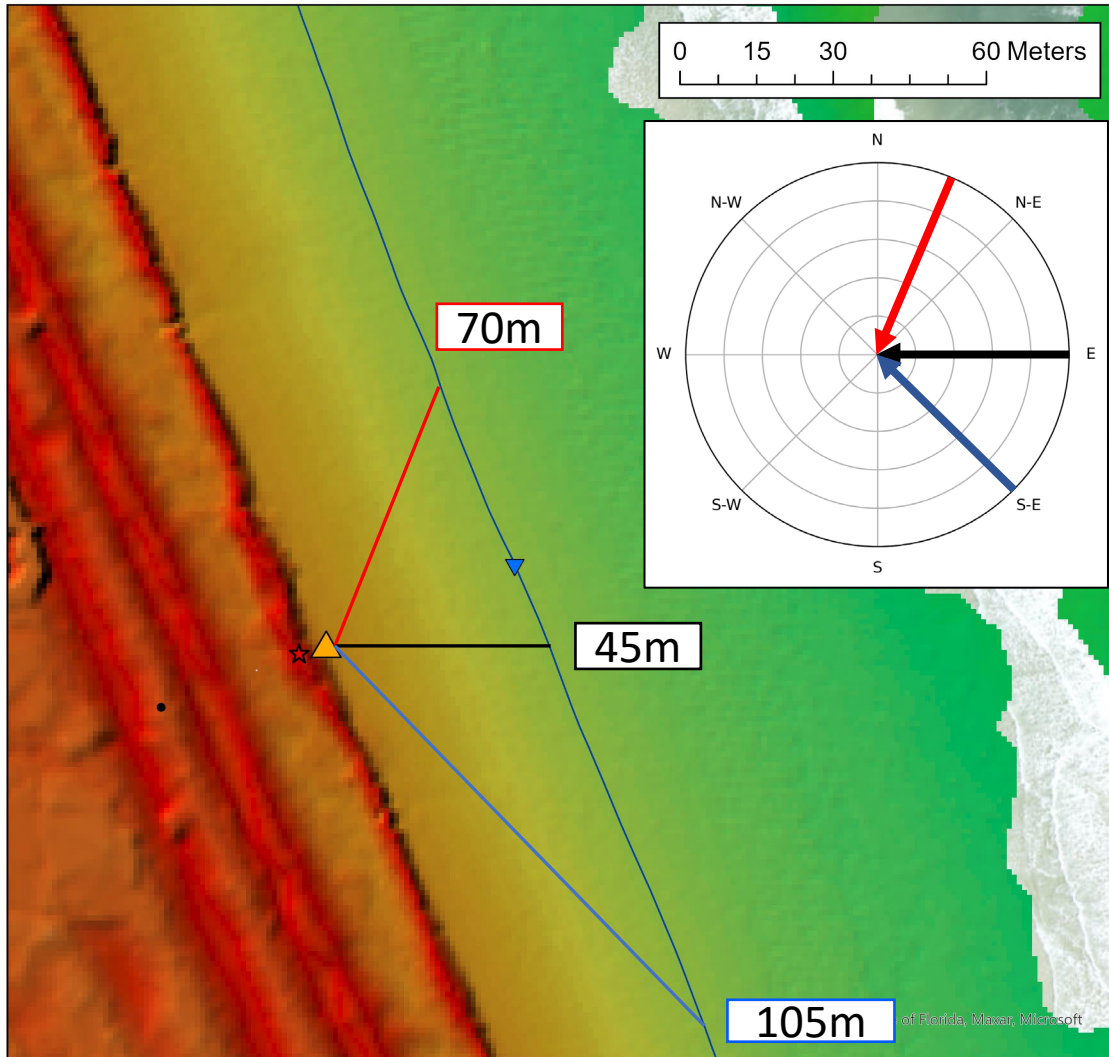 0 15 30 60 Meters
N
N-W
N-E
W
E
S-W
S-E
S
70m
45m
105m
of Florida, Maxar, Microsoft